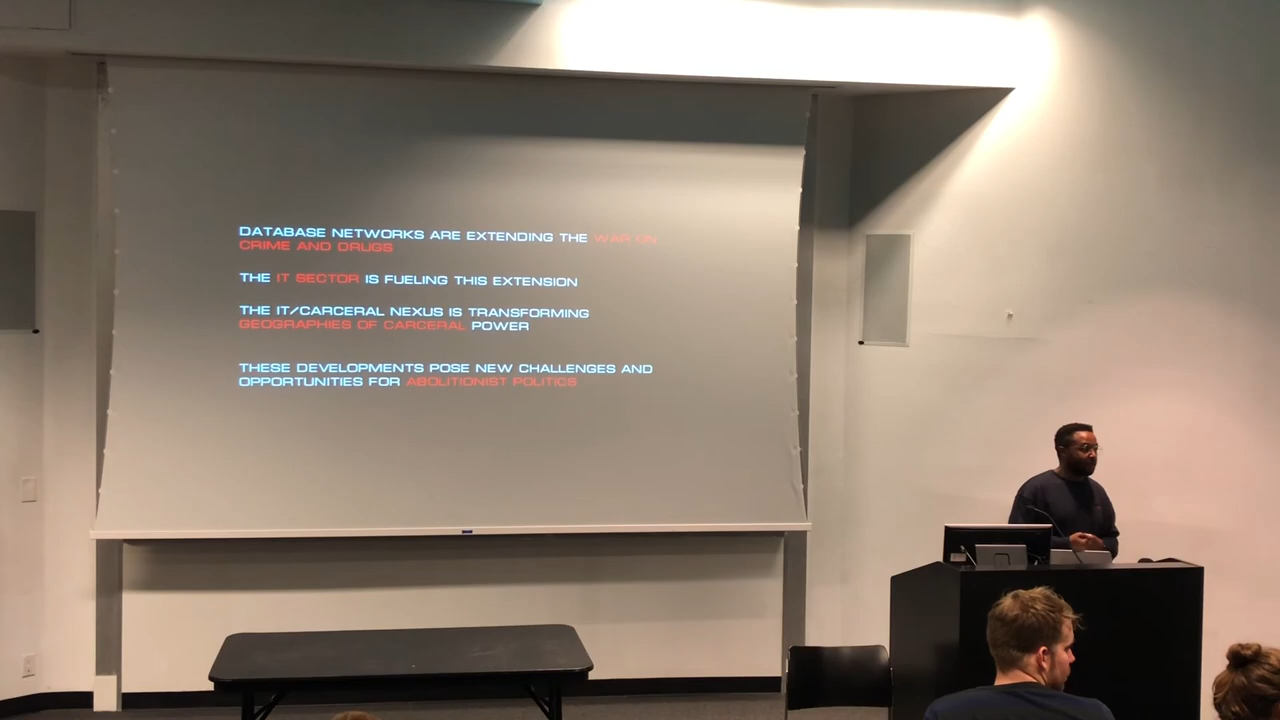 DATABASE NETWORKS ARE EXTENDING THE WAR ON
CRIME AND DRUGS
THE IT SECTOR IS FUELING THIS EXTENSION
THE IT/CARCERAL NEXUS IS TRANSFORMING
GEOGRAPHIES OF CARCERAL POWER
THESE DEVELOPMENTS POSE NEW CHALLENGES AND
OPPORTUNITIES FOR ABOLITIONIST POLITICS